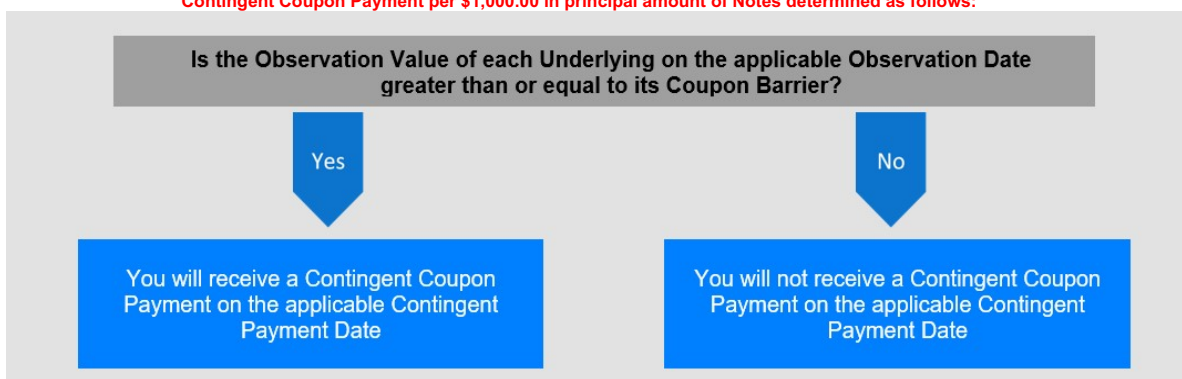 Contingent Coupon Payment per $1,000.00 in principal amount of Notes determined as follows:
Is the Observation Value of each Underlying on the applicable Observation Date
greater than or equal to its Coupon Barrier?
Yes
No
You will receive a Contingent Coupon
Payment on the applicable Contingent
Payment Date
You will not receive a Contingent Coupon
Payment on the applicable Contingent
Payment Date